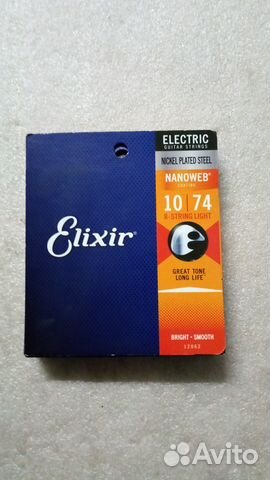 ELECTRIC
GUITAR STRINGS
NICKEL PLATED STEEL
NANOWEB®
COATING
10 74
8-STRING LIGHT
Elixir®
GREAT TONE
LONG LIFE®
BRIGHT • SMOOTH
12062
Avito